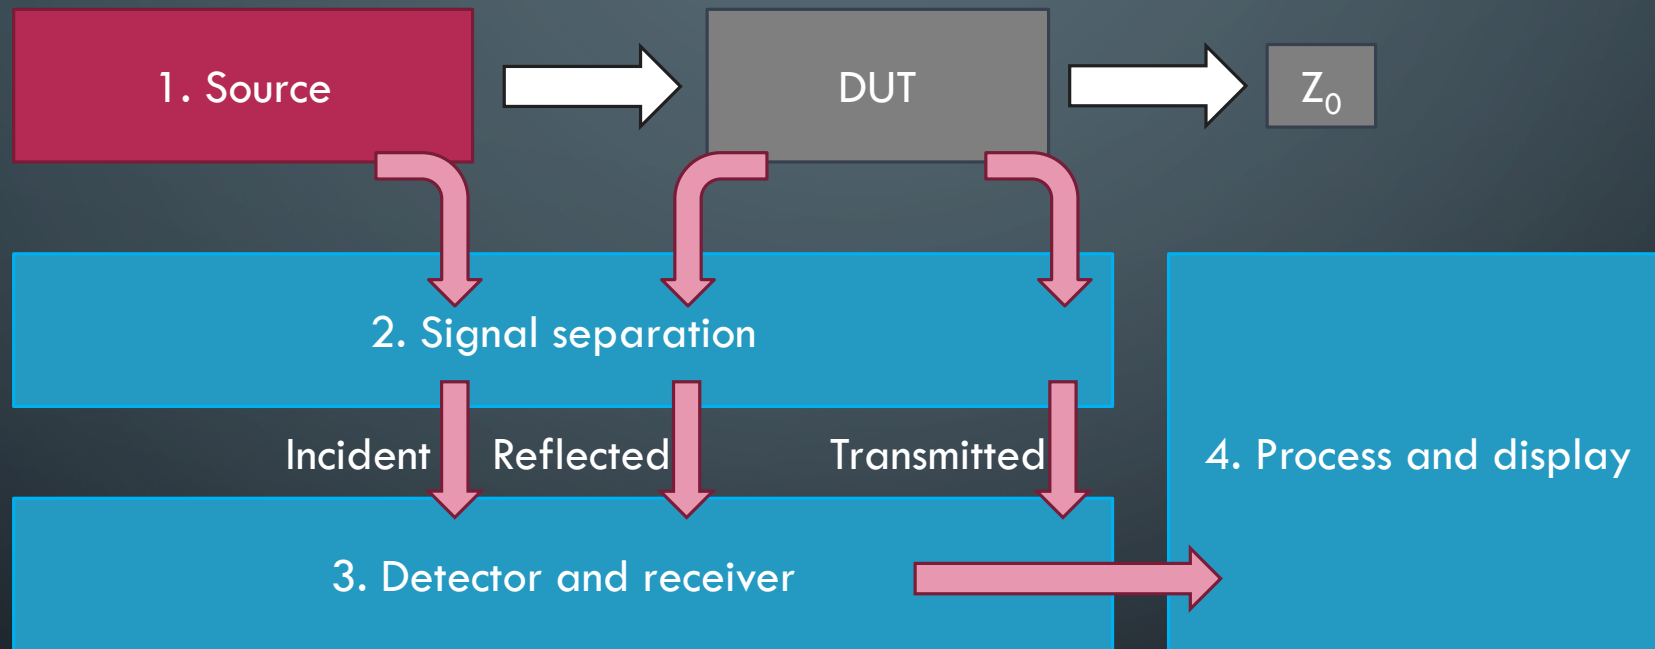 1. Source
DUT
Z₀
2. Signal separation
Incident
Reflected
Transmitted
4. Process and display
3. Detector and receiver